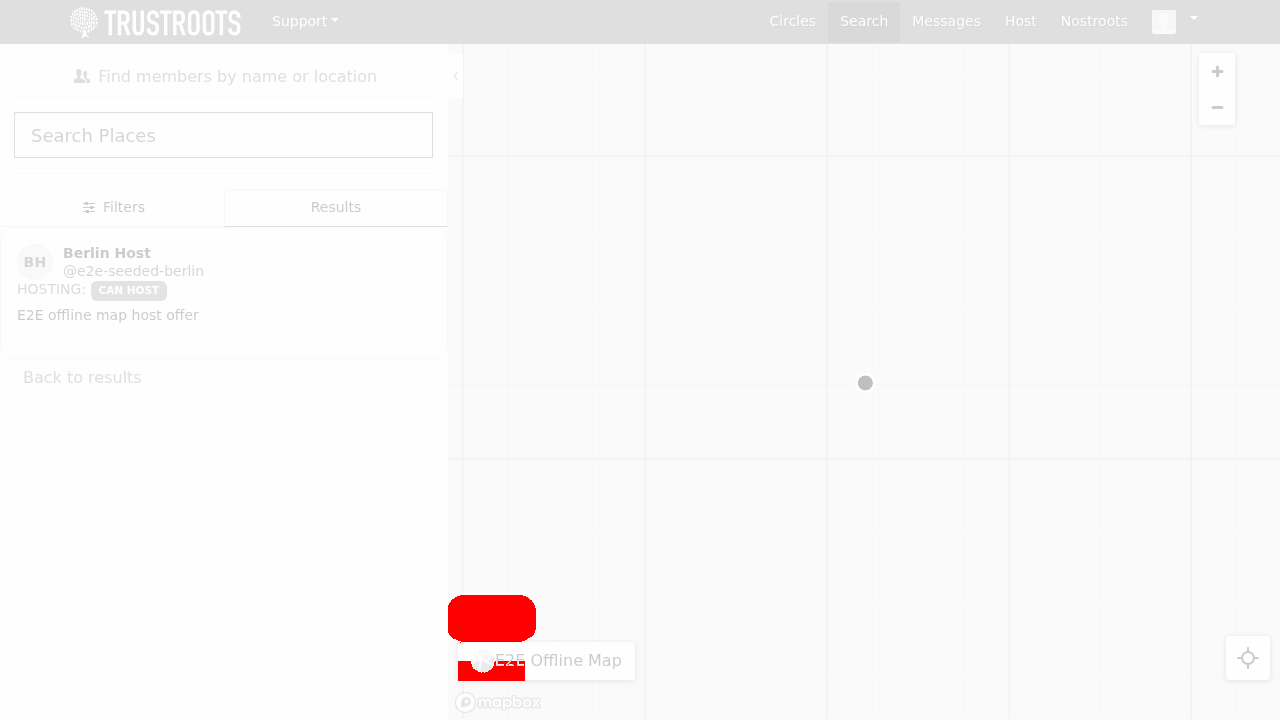 TRUSTROOTS
Support
Circles
Search
Messages
Host
Nostroots
Find members by name or location
Search Places
Filters
Results
BH
Berlin Host
@e2e-seeded-berlin
HOSTING: CAN HOST
E2E offline map host offer
Back to results
E2E Offline Map
mapbox